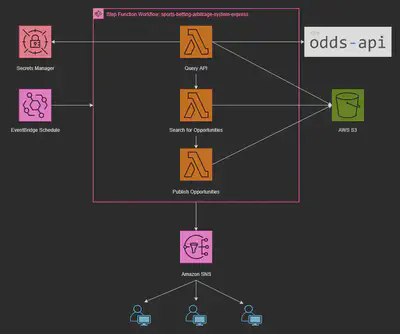 Step Function Workflow: sports-betting-arbitrage-system-express
Secrets Manager
Query API
the
odds-api
EventBridge Schedule
Search for Opportunities
AWS S3
Publish Opportunities
Amazon SNS